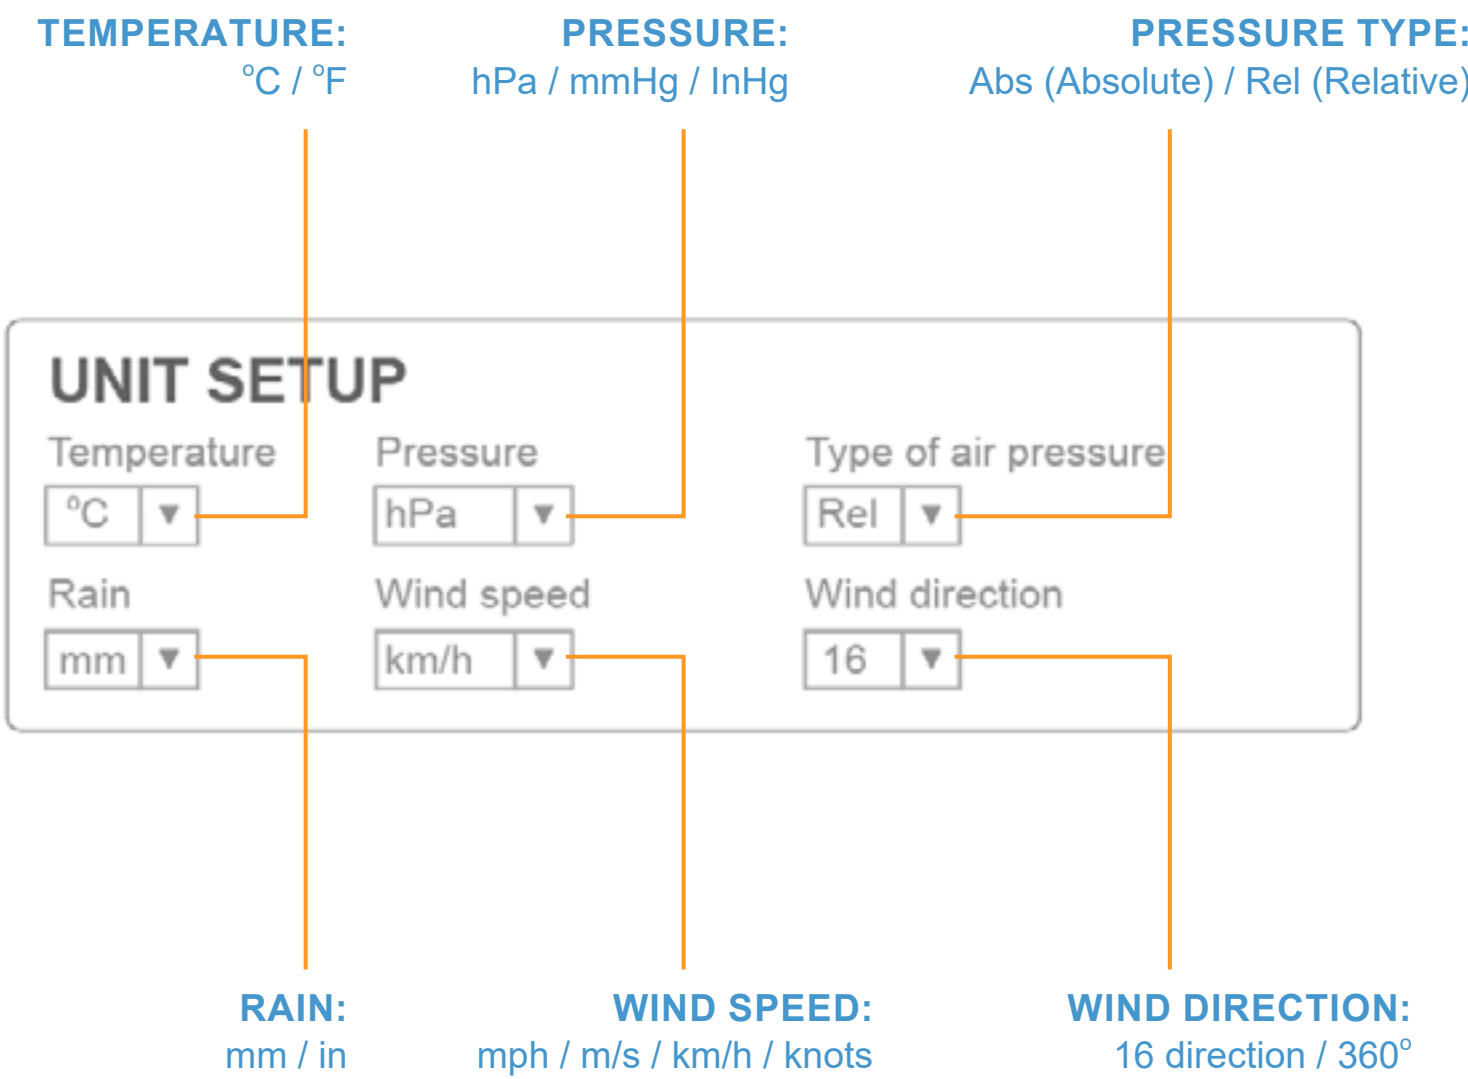 TEMPERATURE: PRESSURE: PRESSURE TYPE:
°C / °F hPa / mmHg / InHg Abs (Absolute) / Rel (Relative)
UNIT SETUP
Temperature Pressure Type of air pressure
°C ▼ hPa ▼ Rel ▼
Rain Wind speed Wind direction
mm ▼ km/h ▼ 16 ▼
RAIN: WIND SPEED: WIND DIRECTION:
mm / in mph / m/s / km/h / knots 16 direction / 360°